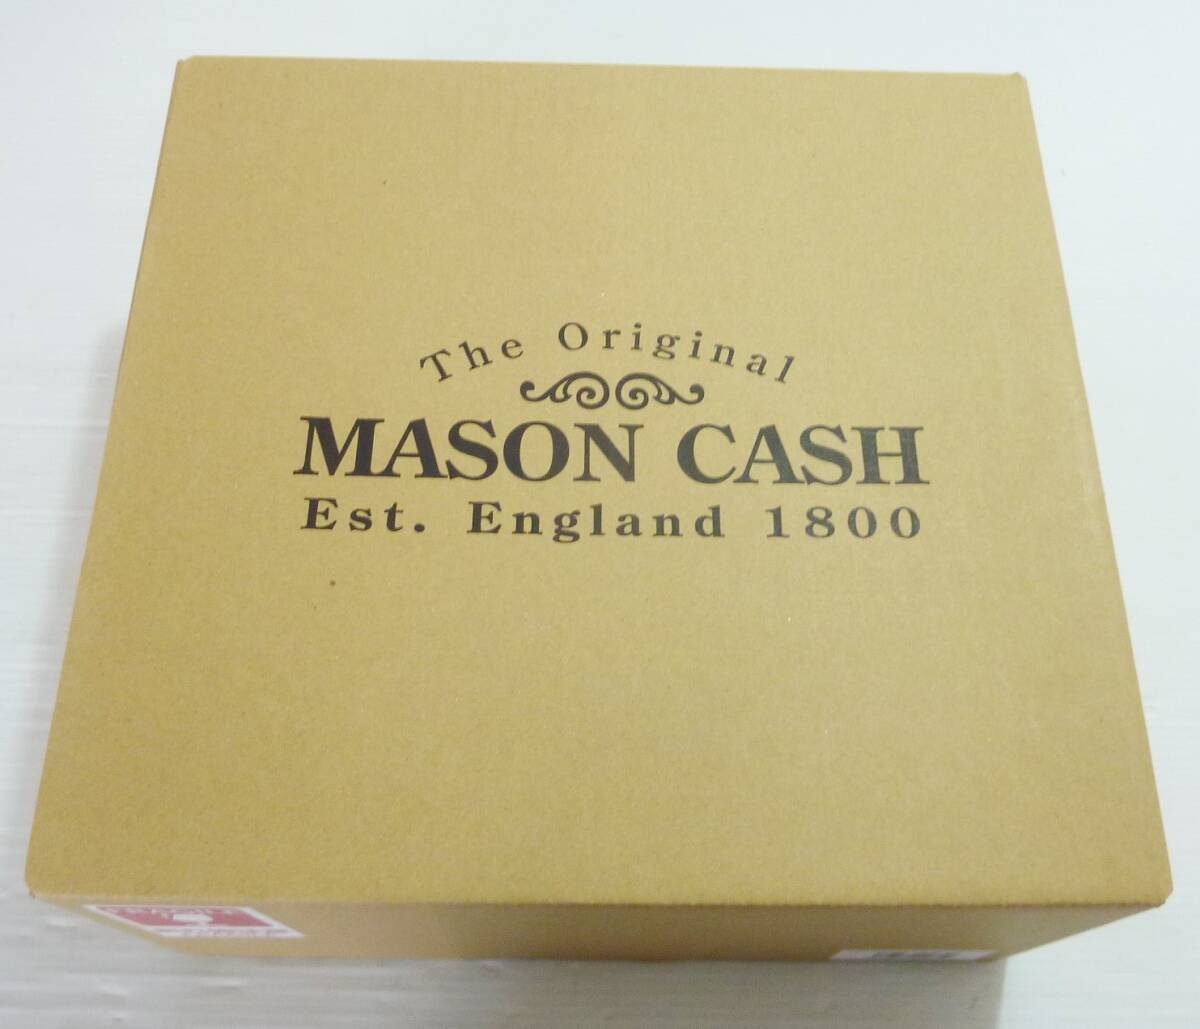 The Original
MASON CASH
Est. England 1800